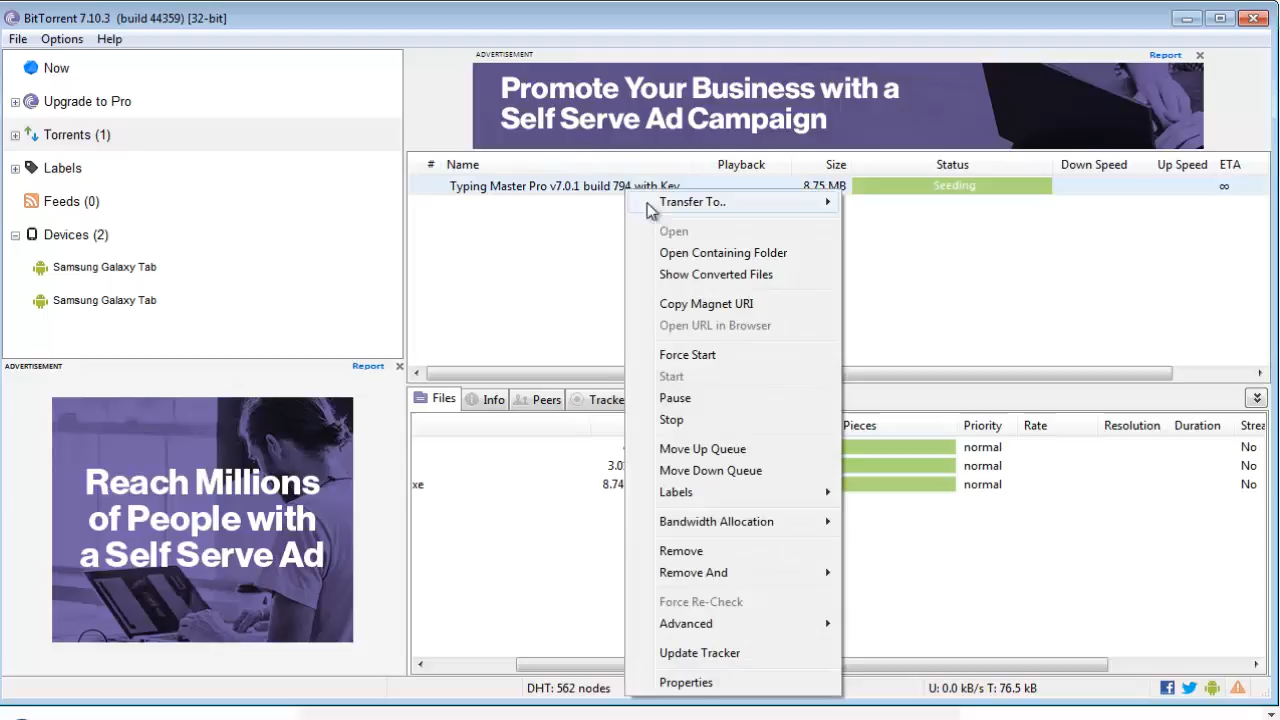 BitTorrent 7.10.3 (build 44359) [32-bit]
File Options Help
Now
Upgrade to Pro
Torrents (1)
Labels
Feeds (0)
Devices (2)
Samsung Galaxy Tab
Samsung Galaxy Tab
ADVERTISEMENT Report
Reach Millions
of People with
a Self Serve Ad
ADVERTISEMENT Report
Promote Your Business with a
Self Serve Ad Campaign
# Name Playback Size Status Down Speed Up Speed ETA
Typing Master Pro v7.0.1 build 794 with Key 8.75 MB Seeding ∞
Transfer To..
Open
Open Containing Folder
Show Converted Files
Copy Magnet URI
Open URL in Browser
Force Start
Start
Pause
Stop
Move Up Queue
Move Down Queue
Labels
Bandwidth Allocation
Remove
Remove And
Force Re-Check
Advanced
Update Tracker
Properties
Files Info Peers Tracke
Pieces Priority Rate Resolution Duration Strea
normal No
3.0 normal No
xe 8.74 normal No
DHT: 562 nodes U: 0.0 kB/s T: 76.5 kB